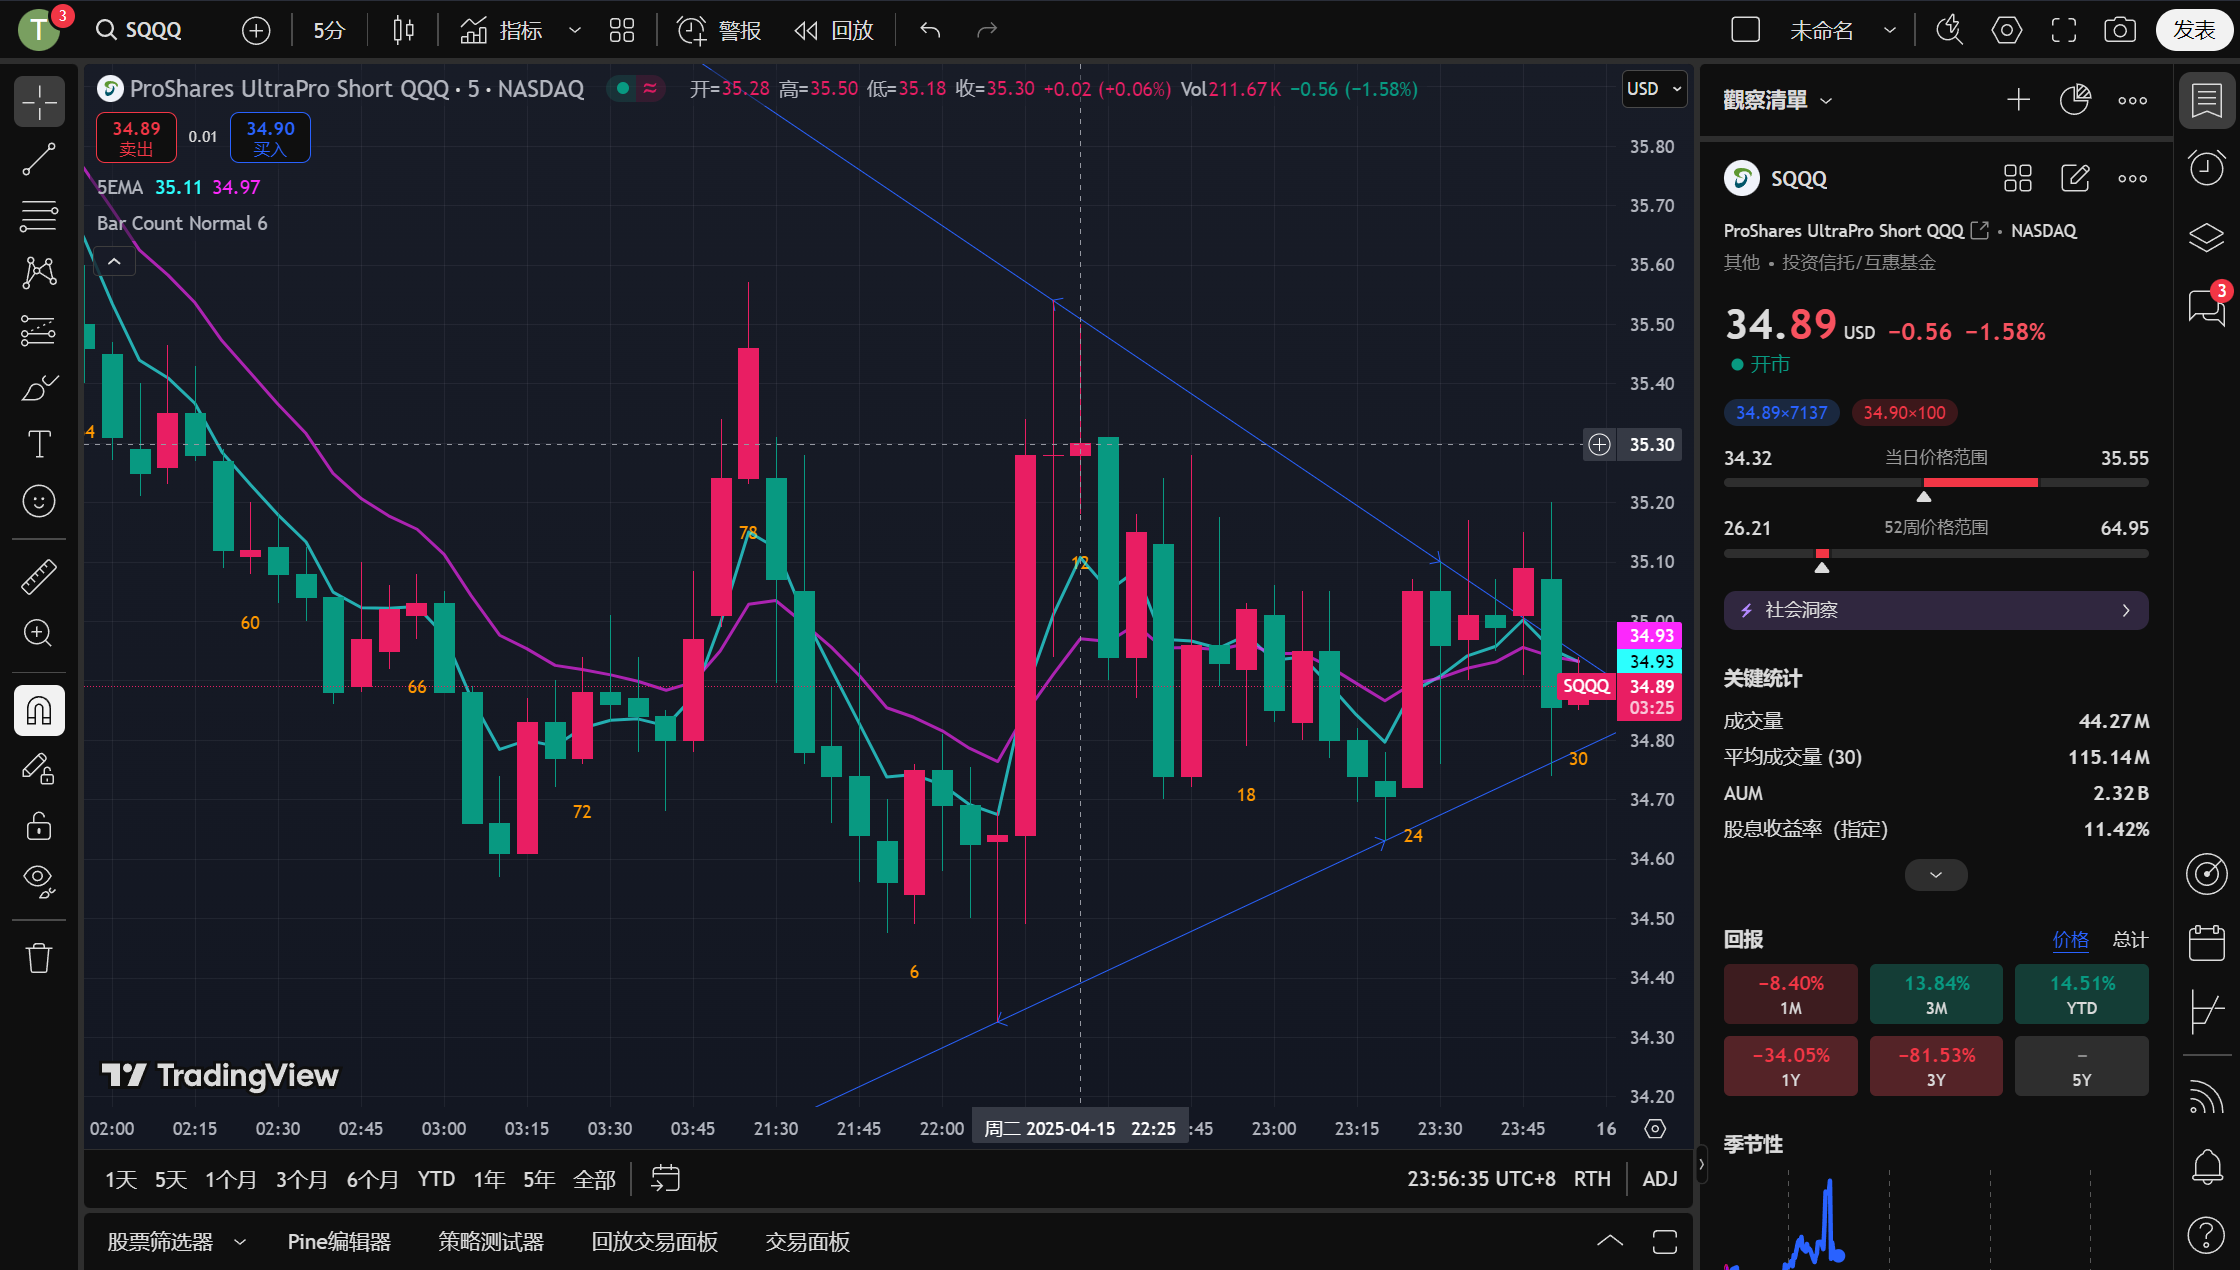 T 3 SQQQ 5分 指标 警报 回放 未命名 发表
ProShares UltraPro Short QQQ · 5 · NASDAQ 开=35.28 高=35.50 低=35.18 收=35.30 +0.02 (+0.06%) Vol211.67K −0.56 (−1.58%)
USD
34.89 卖出
0.01
34.90 买入
5EMA 35.11 34.97
Bar Count Normal 6
35.80
35.70
35.60
35.50
35.40
35.30
35.20
35.10
35.00
34.93
34.93
SQQQ 34.89
03:25
34.80
34.70
34.60
34.50
34.40
34.30
34.20
4
60
66
72
78
6
12
18
24
30
TradingView
02:00 02:15 02:30 02:45 03:00 03:15 03:30 03:45 21:30 21:45 22:00 周二 2025-04-15 22:25 :45 23:00 23:15 23:30 23:45 16
1天 5天 1个月 3个月 6个月 YTD 1年 5年 全部 23:56:35 UTC+8 RTH ADJ
股票筛选器 Pine编辑器 策略测试器 回放交易面板 交易面板
觀察清單
SQQQ
ProShares UltraPro Short QQQ • NASDAQ
其他 • 投资信托/互惠基金
34.89 USD −0.56 −1.58%
开市
34.89×7137 34.90×100
34.32 当日价格范围 35.55
26.21 52周价格范围 64.95
社会洞察
关键统计
成交量 44.27M
平均成交量 (30) 115.14M
AUM 2.32B
股息收益率 (指定) 11.42%
回报 价格 总计
−8.40% 13.84% 14.51%
1M 3M YTD
−34.05% −81.53% –
1Y 3Y 5Y
季节性
3